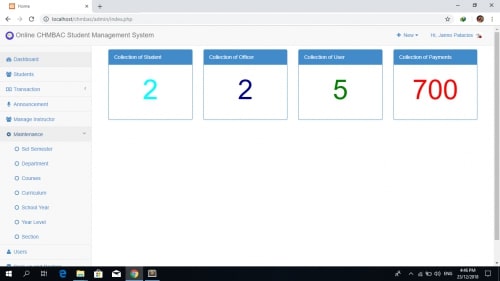 Home
localhost/chmbac/admin/index.php
Online CHMBAC Student Management System
New
Hi, James Palacios
Dashboard
Students
Transaction
Announcement
Manage Instructor
Maintenance
Set Semester
Department
Courses
Curriculum
School Year
Year Level
Section
Users
Collection of Student
2
Collection of Officer
2
Collection of User
5
Collection of Payments
700
ENG
9:46 PM
23/12/2018